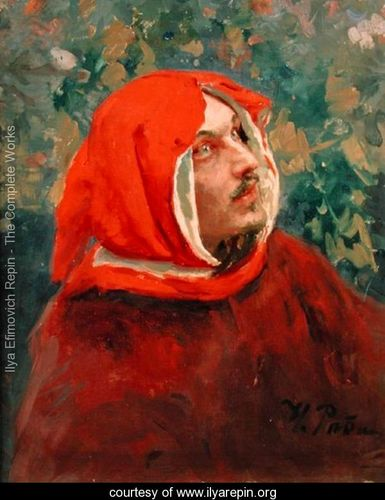 Ilya Efimovich Repin - The Complete Works
courtesy of www.ilyarepin.org